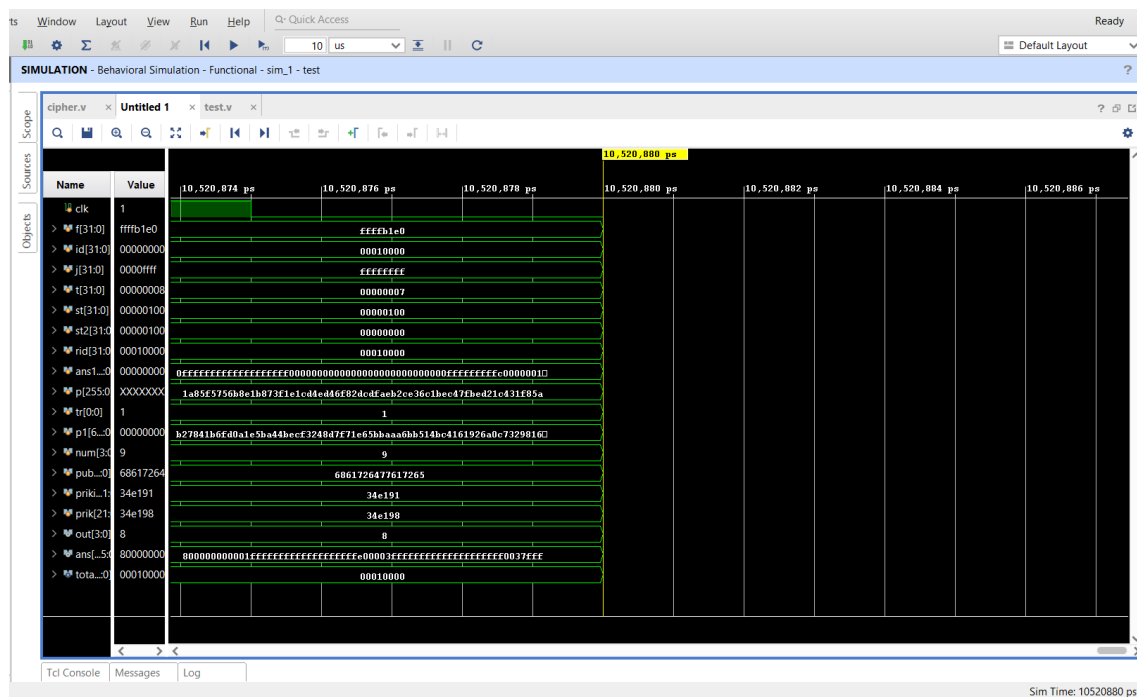 ts Window Layout View Run Help Q- Quick Access Ready
10 us Default Layout
SIMULATION - Behavioral Simulation - Functional - sim_1 - test ?
cipher.v × Untitled 1 × test.v × ?
Scope
Sources
Objects
10,520,880 ps
Name Value 10,520,874 ps 10,520,876 ps 10,520,878 ps 10,520,880 ps 10,520,882 ps 10,520,884 ps 10,520,886 ps
clk 1
f[31:0] ffffb1e0 ffffb1e0
id[31:0] 00000000 00010000
j[31:0] 0000ffff ffffffff
t[31:0] 00000008 00000007
st[31:0] 00000100 00000100
st2[31:0 00000100 00000000
rid[31:0 00010000 00010000
ans1...:0 00000000
p[255:0 XXXXXXX 1a85f5756b8e1b873f1e1cd4ed46f82dcdfaeb2ce36c1bec47fbed21c431f85a
tr[0:0] 1 1
p1[6...:0 00000000 b27841b6fd0a1e5ba44becf3248d7f71e65bbaaa6bb514bc4161926a0c7329816
num[3:0 9 9
pub...:0] 68617264 6861726477617265
priki...1: 34e191 34e191
prik[21: 34e198 34e198
out[3:0] 8 8
ans[...5:0 80000000
tota...:0] 00010000 00010000
Tcl Console Messages Log
Sim Time: 10520880 ps